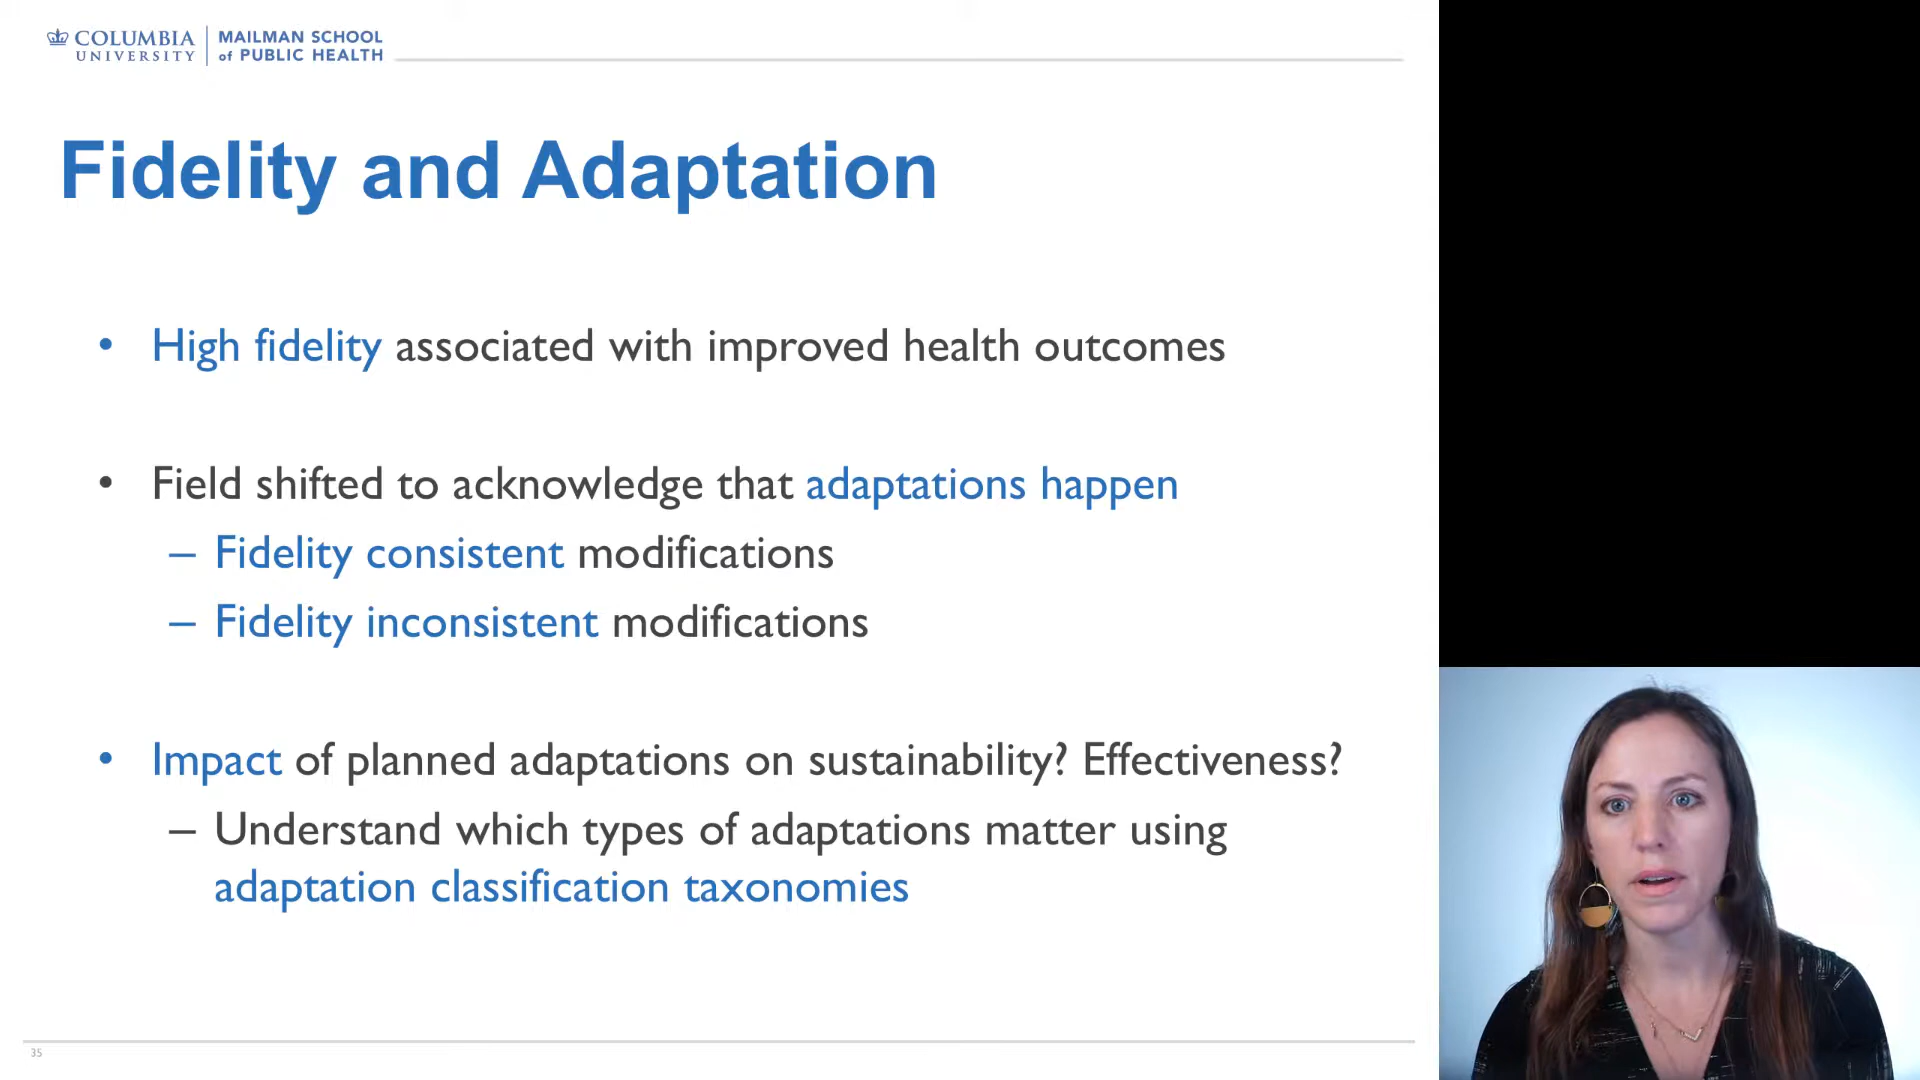 COLUMBIA UNIVERSITY
MAILMAN SCHOOL of PUBLIC HEALTH
Fidelity and Adaptation
• High fidelity associated with improved health outcomes
• Field shifted to acknowledge that adaptations happen
– Fidelity consistent modifications
– Fidelity inconsistent modifications
• Impact of planned adaptations on sustainability? Effectiveness?
– Understand which types of adaptations matter using
adaptation classification taxonomies
35